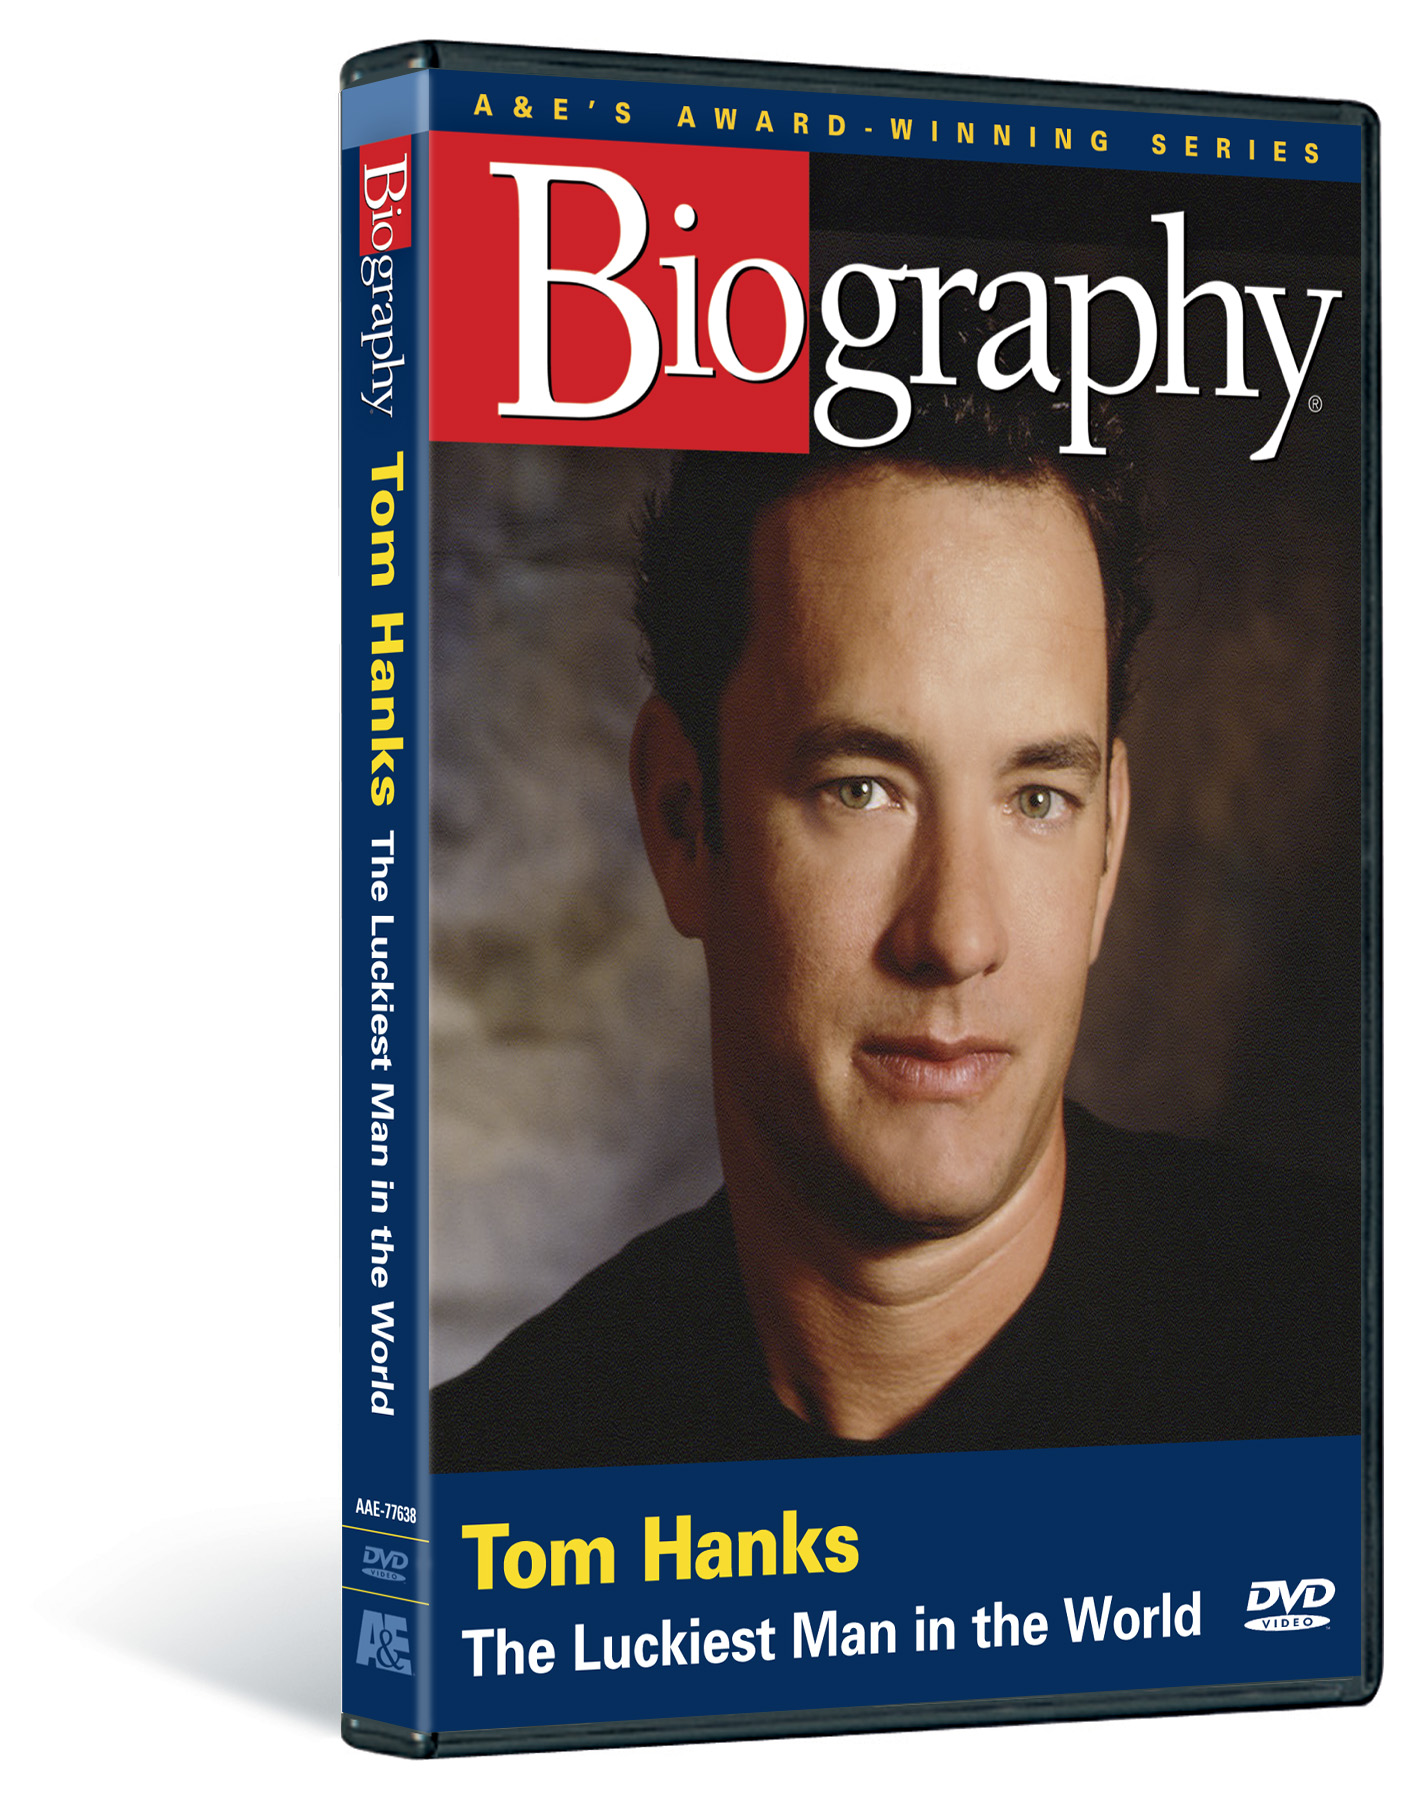 A&E'S AWARD-WINNING SERIES
Biography®
Tom Hanks
The Luckiest Man in the World
DVD
VIDEO™
Biography®
Tom Hanks The Luckiest Man in the World
AAE-77638
DVD
VIDEO
A&E